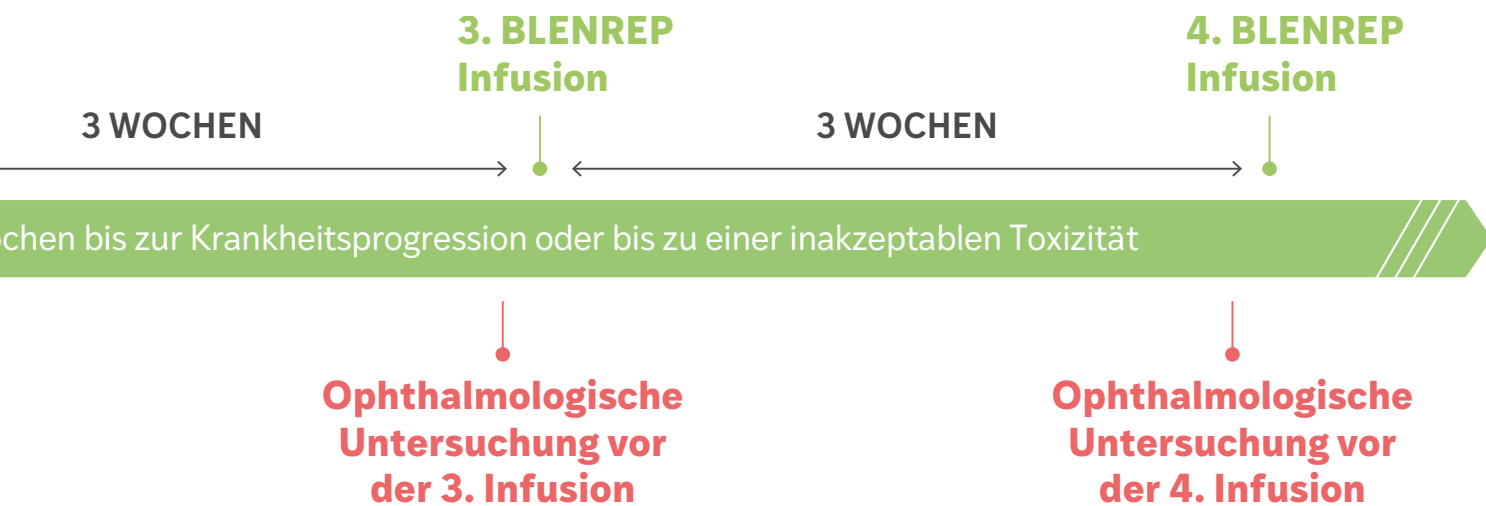 3. BLENREP
Infusion
4. BLENREP
Infusion
3 WOCHEN
3 WOCHEN
bis zur Krankheitsprogression oder bis zu einer inakzeptablen Toxizität
Ophthalmologische
Untersuchung vor
der 3. Infusion
Ophthalmologische
Untersuchung vor
der 4. Infusion